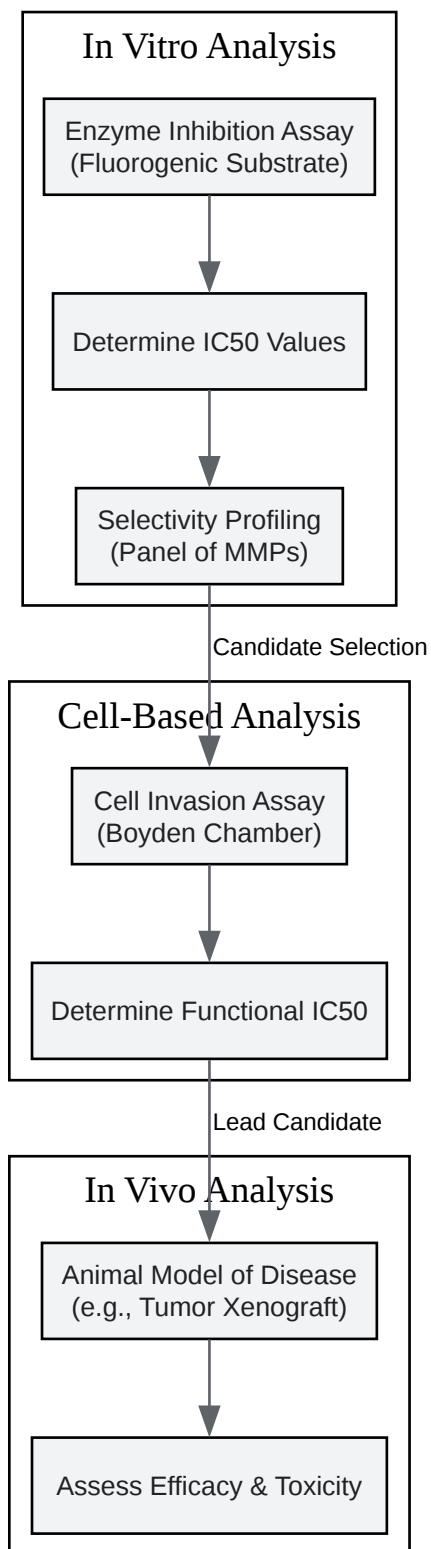 In Vitro Analysis
Enzyme Inhibition Assay
(Fluorogenic Substrate)
Determine IC50 Values
Selectivity Profiling
(Panel of MMPs)
Candidate Selection
Cell-Based Analysis
Cell Invasion Assay
(Boyden Chamber)
Determine Functional IC50
Lead Candidate
In Vivo Analysis
Animal Model of Disease
(e.g., Tumor Xenograft)
Assess Efficacy & Toxicity